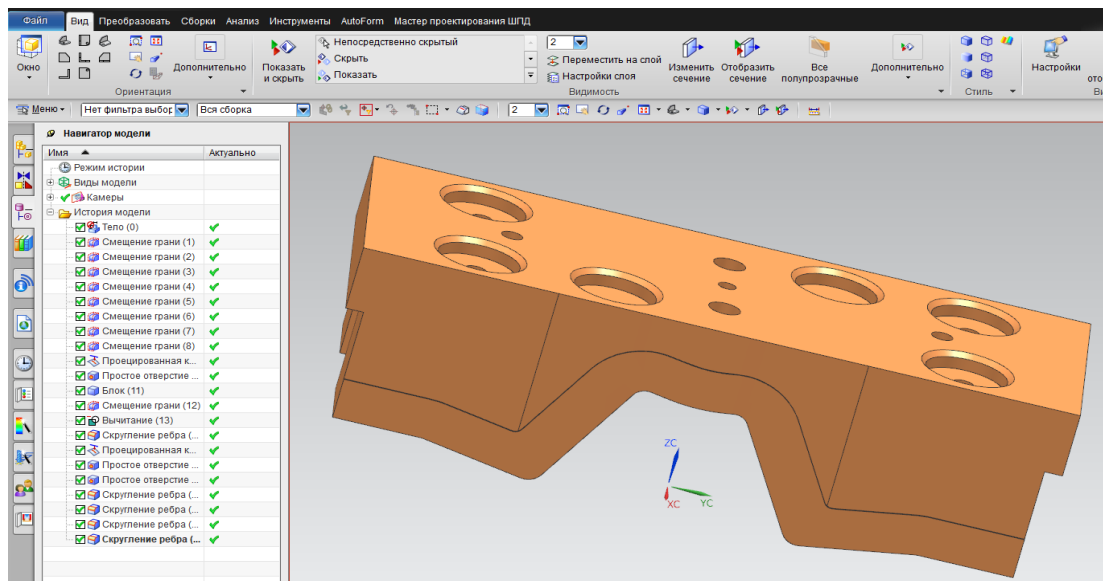 Файл Вид Преобразовать Сборки Анализ Инструменты AutoForm Мастер проектирования ШПД
Окно
Дополнительно
Ориентация
Показать и скрыть
Непосредственно скрытый
Скрыть
Показать
2
Переместить на слой
Настройки слоя
Изменить сечение
Отобразить сечение
Все полупрозрачные
Дополнительно
Видимость
Стиль
Настройки
Меню
Нет фильтра выбор
Вся сборка
2
Навигатор модели
Имя Актуально
Режим истории
Виды модели
Камеры
История модели
Тело (0)
Смещение грани (1)
Смещение грани (2)
Смещение грани (3)
Смещение грани (4)
Смещение грани (5)
Смещение грани (6)
Смещение грани (7)
Смещение грани (8)
Проецированная к...
Простое отверстие ...
Блок (11)
Смещение грани (12)
Вычитание (13)
Скругление ребра (...
Проецированная к...
Простое отверстие ...
Простое отверстие ...
Скругление ребра (...
Скругление ребра (...
Скругление ребра (...
Скругление ребра (...
ZC
XC YC